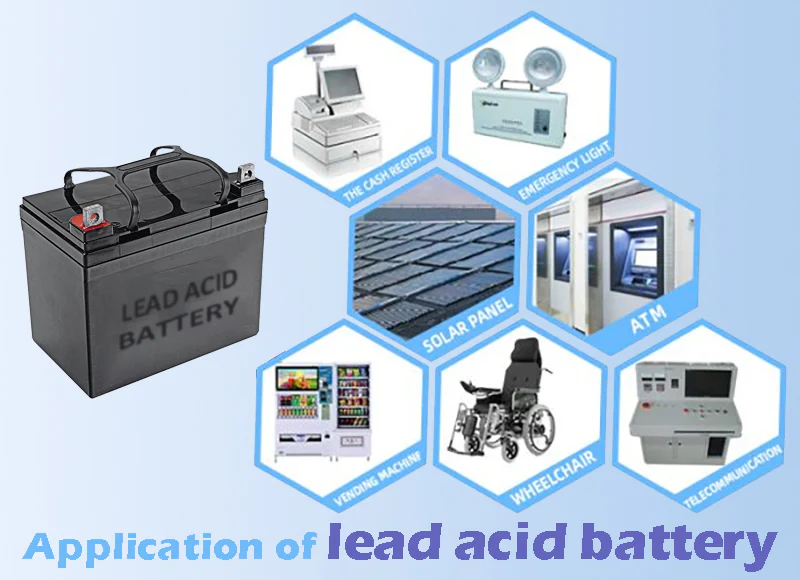 THE CASH REGISTER
EMERGENCY LIGHT
LEAD ACID
BATTERY
SOLAR PANEL
ATM
VENDING MACHINE
WHEELCHAIR
TELECOMMUNICATION
Application of lead acid battery